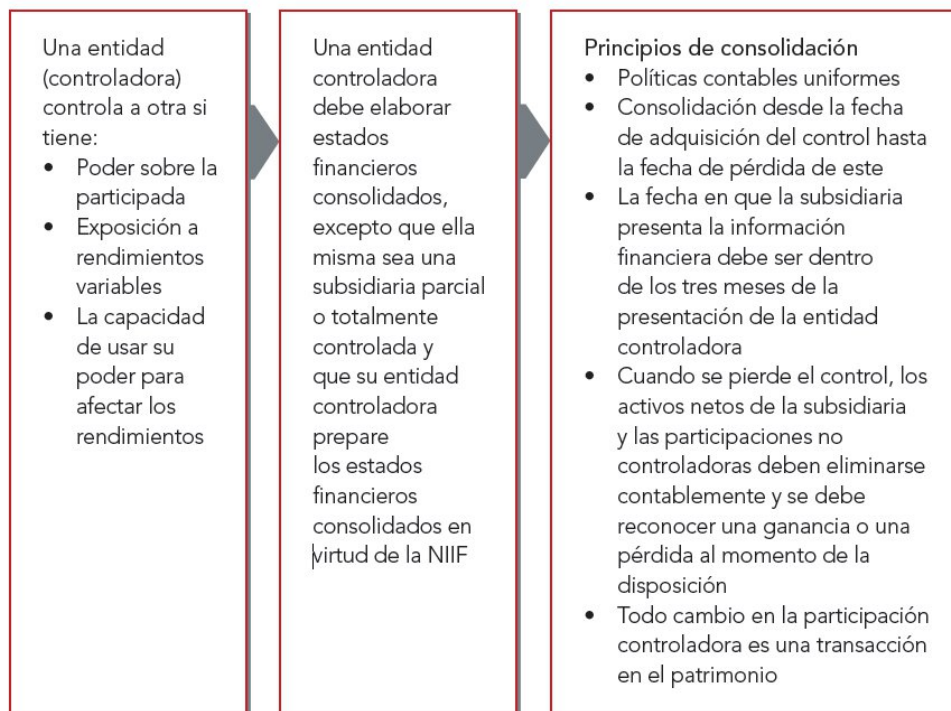 Una entidad
(controladora)
controla a otra si
tiene:
• Poder sobre la
participada
• Exposición a
rendimientos
variables
• La capacidad
de usar su
poder para
afectar los
rendimientos
Una entidad
controladora
debe elaborar
estados
financieros
consolidados,
excepto que ella
misma sea una
subsidiaria parcial
o totalmente
controlada y
que su entidad
controladora
prepare
los estados
financieros
consolidados en
virtud de la NIIF
Principios de consolidación
• Políticas contables uniformes
• Consolidación desde la fecha
de adquisición del control hasta
la fecha de pérdida de este
• La fecha en que la subsidiaria
presenta la información
financiera debe ser dentro
de los tres meses de la
presentación de la entidad
controladora
• Cuando se pierde el control, los
activos netos de la subsidiaria
y las participaciones no
controladoras deben eliminarse
contablemente y se debe
reconocer una ganancia o una
pérdida al momento de la
disposición
• Todo cambio en la participación
controladora es una transacción
en el patrimonio